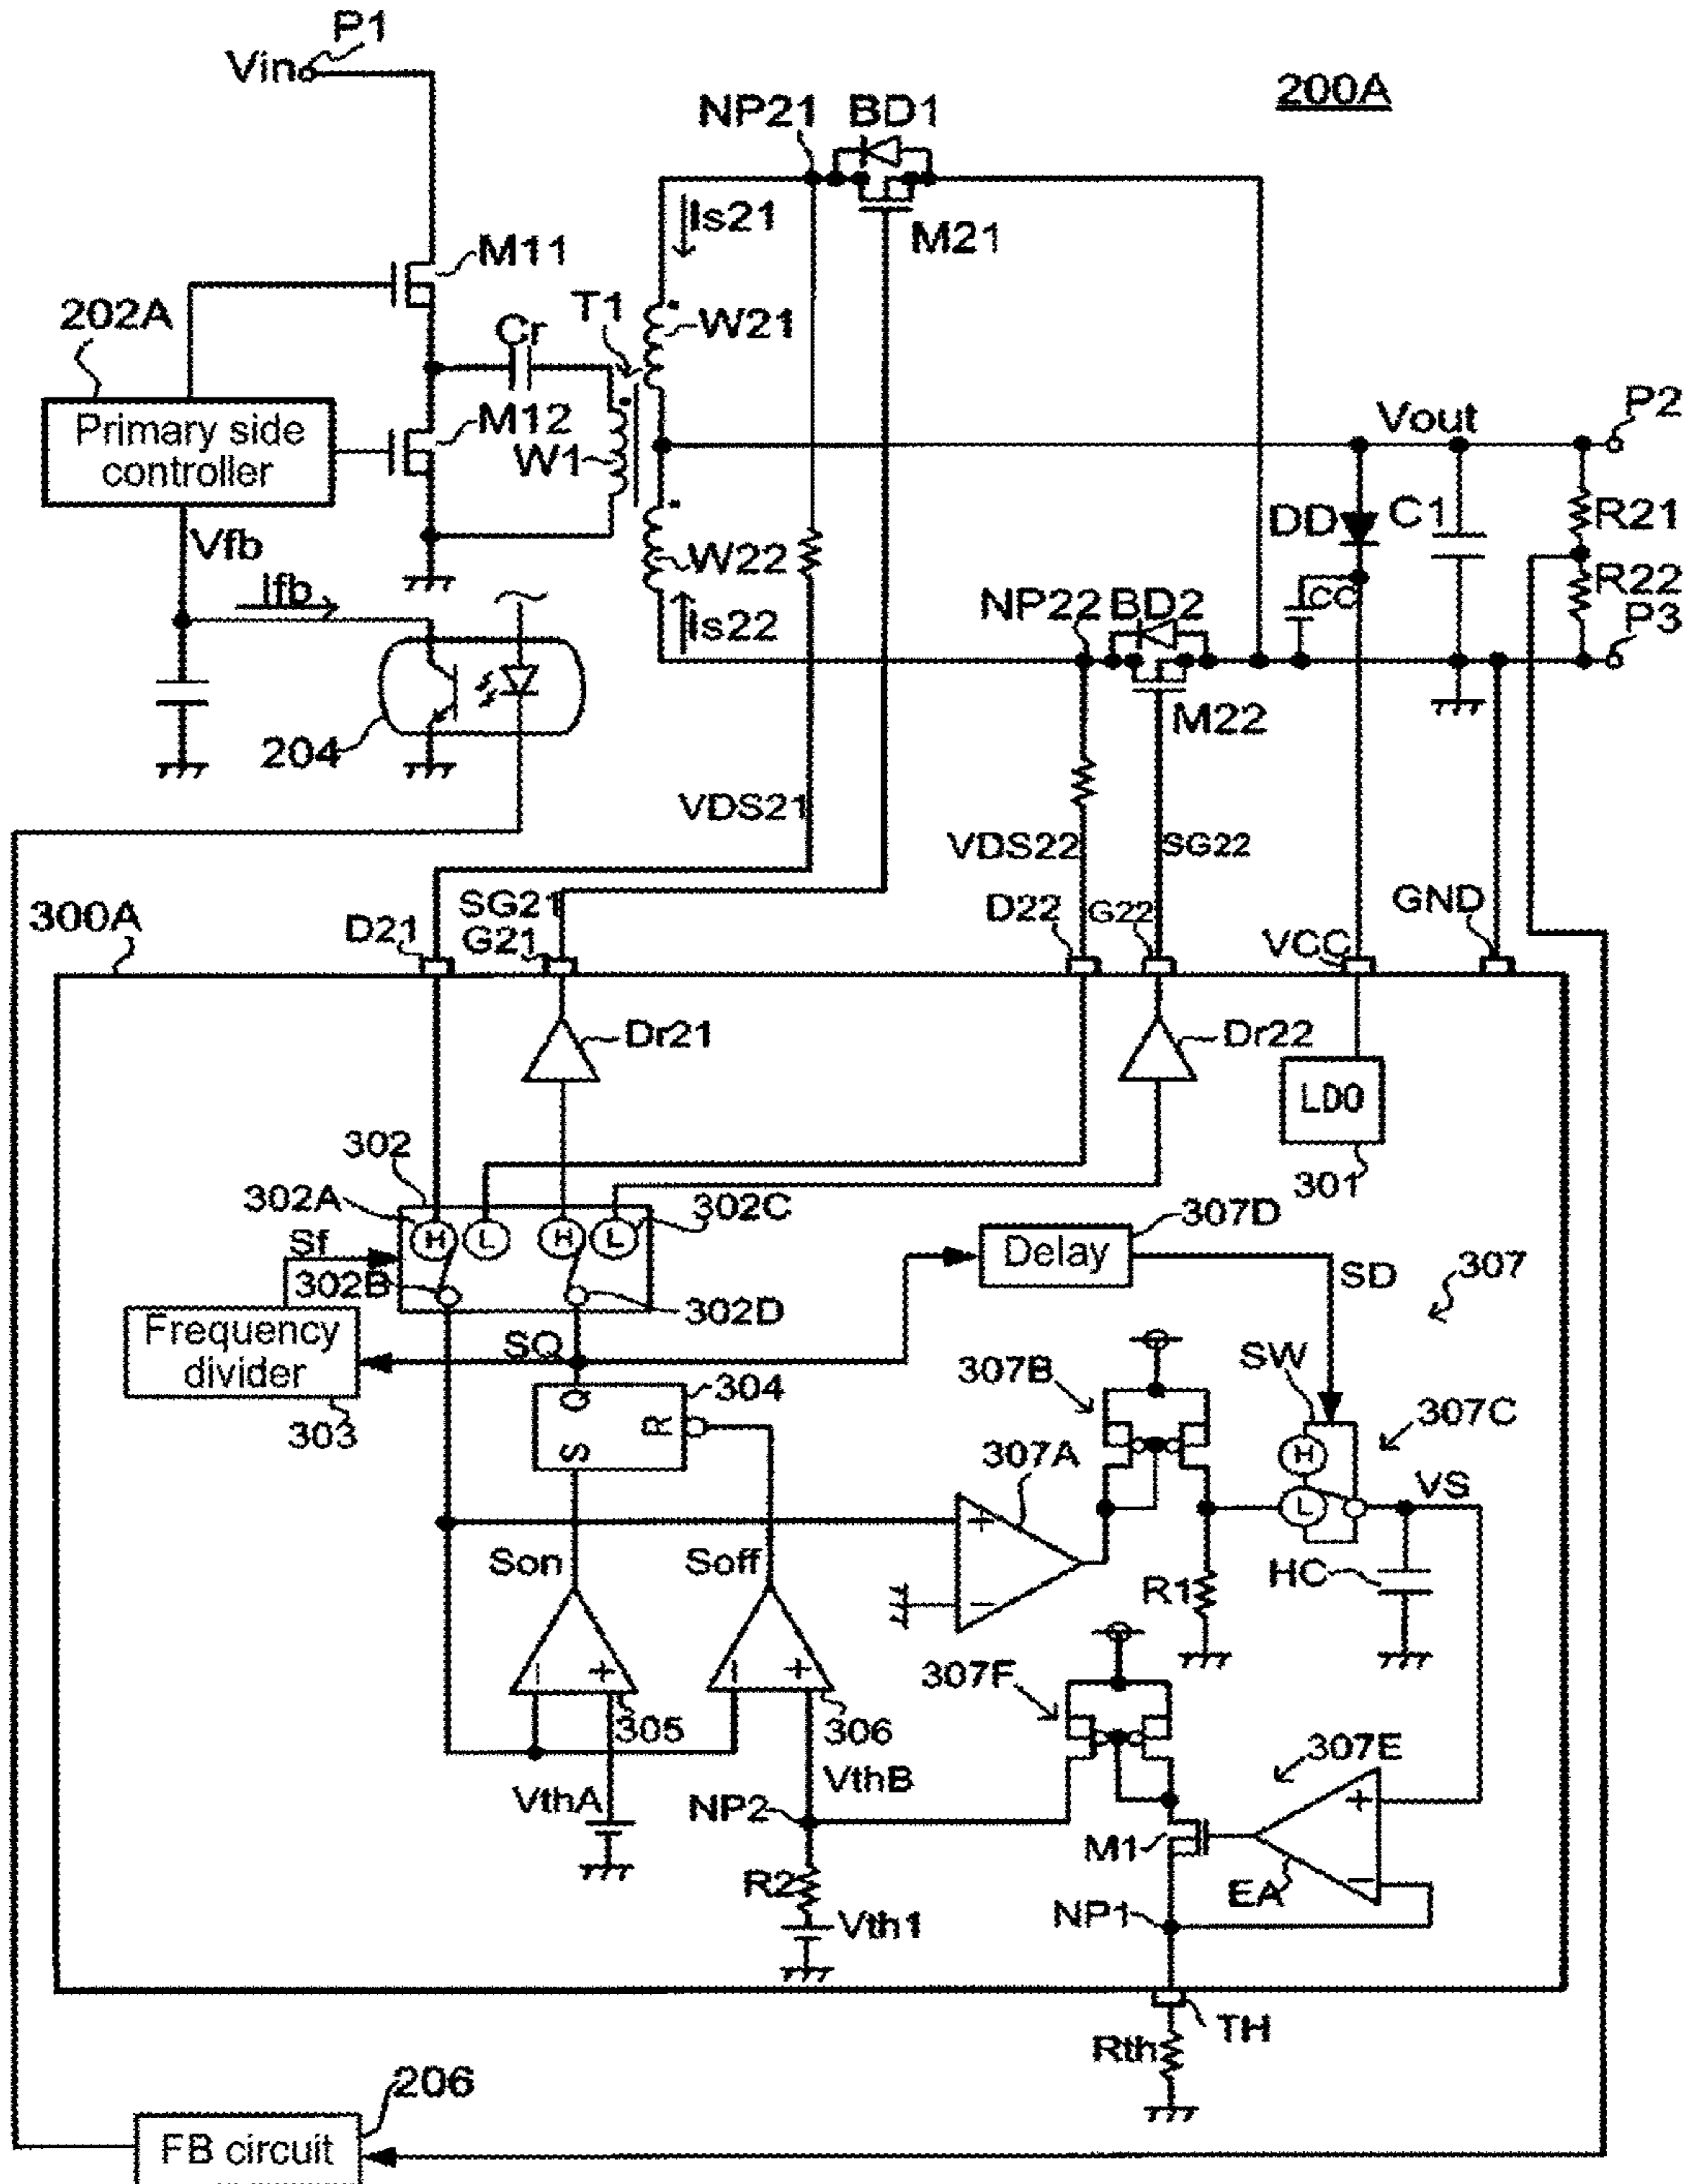 P1
Vin
200A
NP21
BD1
Is21
M21
M11
202A
T1
W21
Cr
Primary side
controller
M12
W1
Vout
P2
DD
C1
R21
Vfb
W22
Ifb
CC
R22
NP22
BD2
P3
Is22
M22
204
VDS21
VDS22
SG22
300A
D21
SG21
G21
D22
G22
VCC
GND
Dr21
Dr22
LDO
302
301
302A
302C
307D
H
L
H
L
Sf
Delay
SD
307
302B
302D
Frequency
divider
SQ
SW
307B
304
Q
R
S
307C
303
307A
H
L
VS
+
Son
Soff
HC
R1
−
307F
−
+
−
+
305
306
307E
VthA
VthB
NP2
+
M1
R2
EA
−
NP1
Vth1
TH
Rth
206
FB circuit